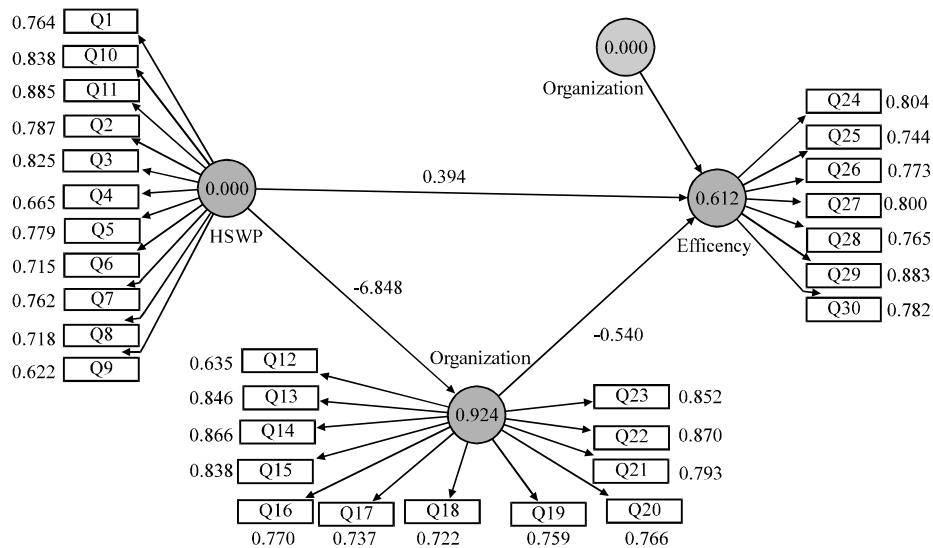 0.764 Q1
0.838 Q10
0.885 Q11
0.787 Q2
0.825 Q3
0.665 Q4
0.779 Q5
0.715 Q6
0.762 Q7
0.718 Q8
0.622 Q9
0.000
HSWP
0.000
Organization
0.394
-6.848
-0.540
0.612
Efficency
Q24 0.804
Q25 0.744
Q26 0.773
Q27 0.800
Q28 0.765
Q29 0.883
Q30 0.782
Organization
0.924
0.635 Q12
0.846 Q13
0.866 Q14
0.838 Q15
Q16 Q17 Q18 Q19 Q20
0.770 0.737 0.722 0.759 0.766
Q23 0.852
Q22 0.870
Q21 0.793